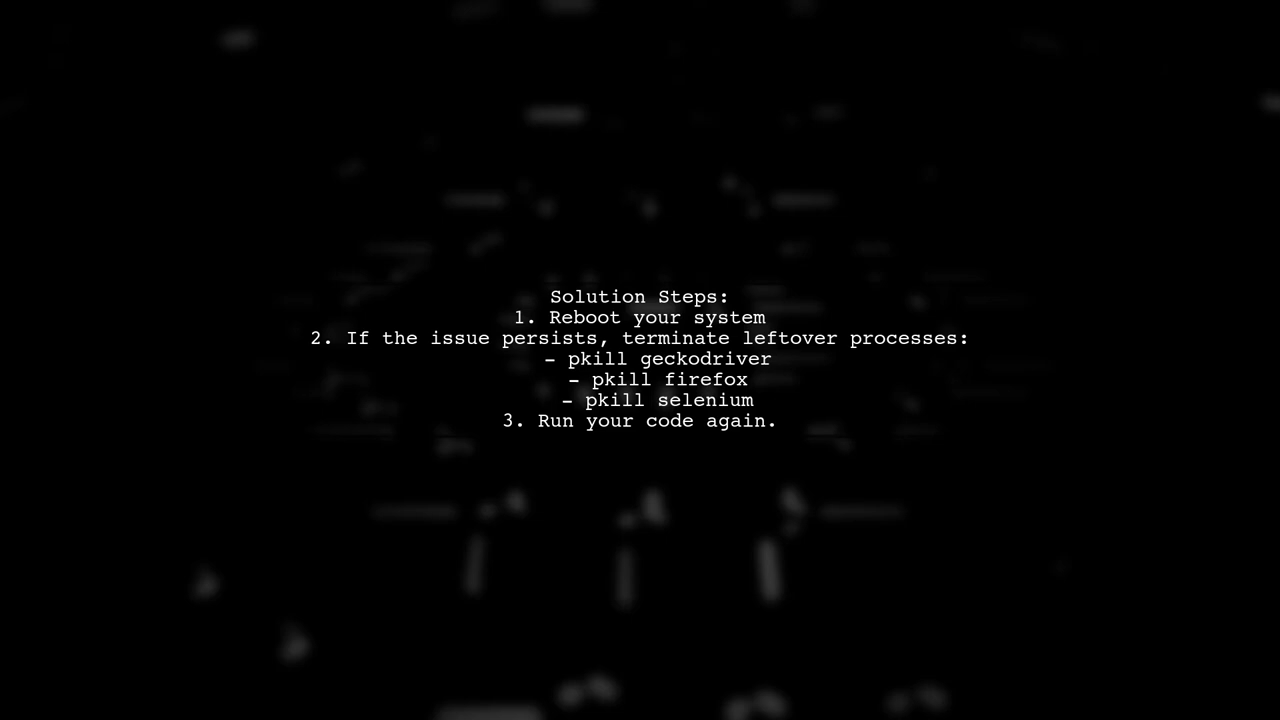 Solution Steps:
1. Reboot your system
2. If the issue persists, terminate leftover processes:
- pkill geckodriver
- pkill firefox
- pkill selenium
3. Run your code again.